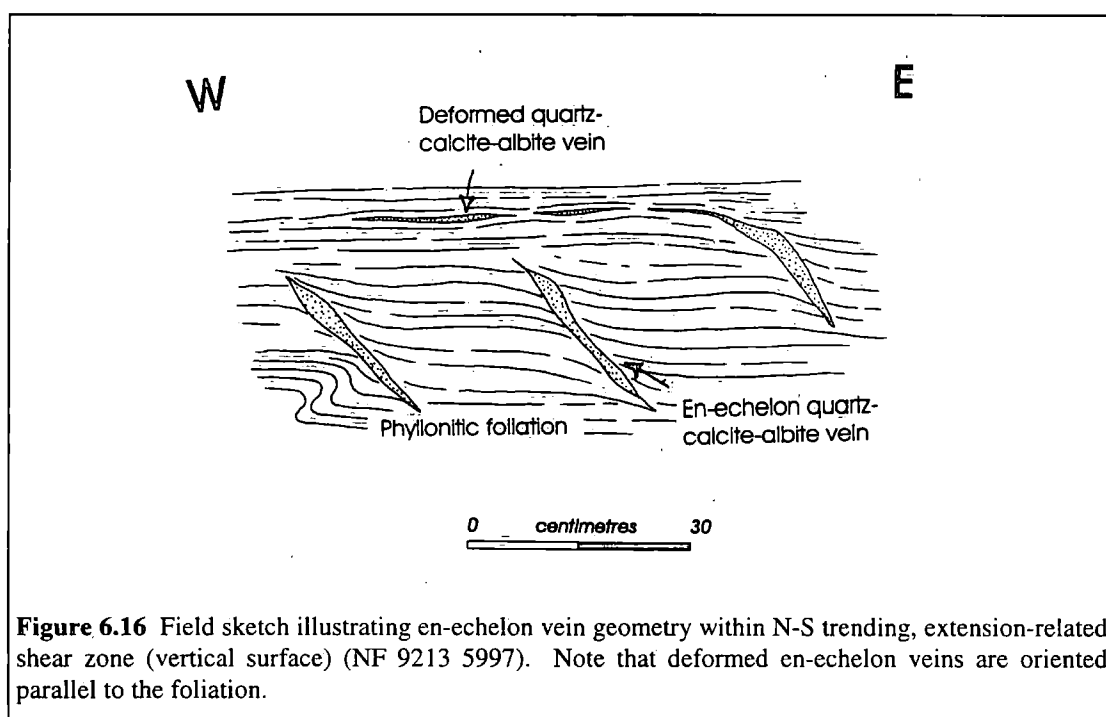 W
E
Deformed quartz-
calcite-albite vein
En-echelon quartz-
calcite-albite vein
Phyllonitic foliation
0 centimetres 30
Figure 6.16 Field sketch illustrating en-echelon vein geometry within N-S trending, extension-related
shear zone (vertical surface) (NF 9213 5997). Note that deformed en-echelon veins are oriented
parallel to the foliation.